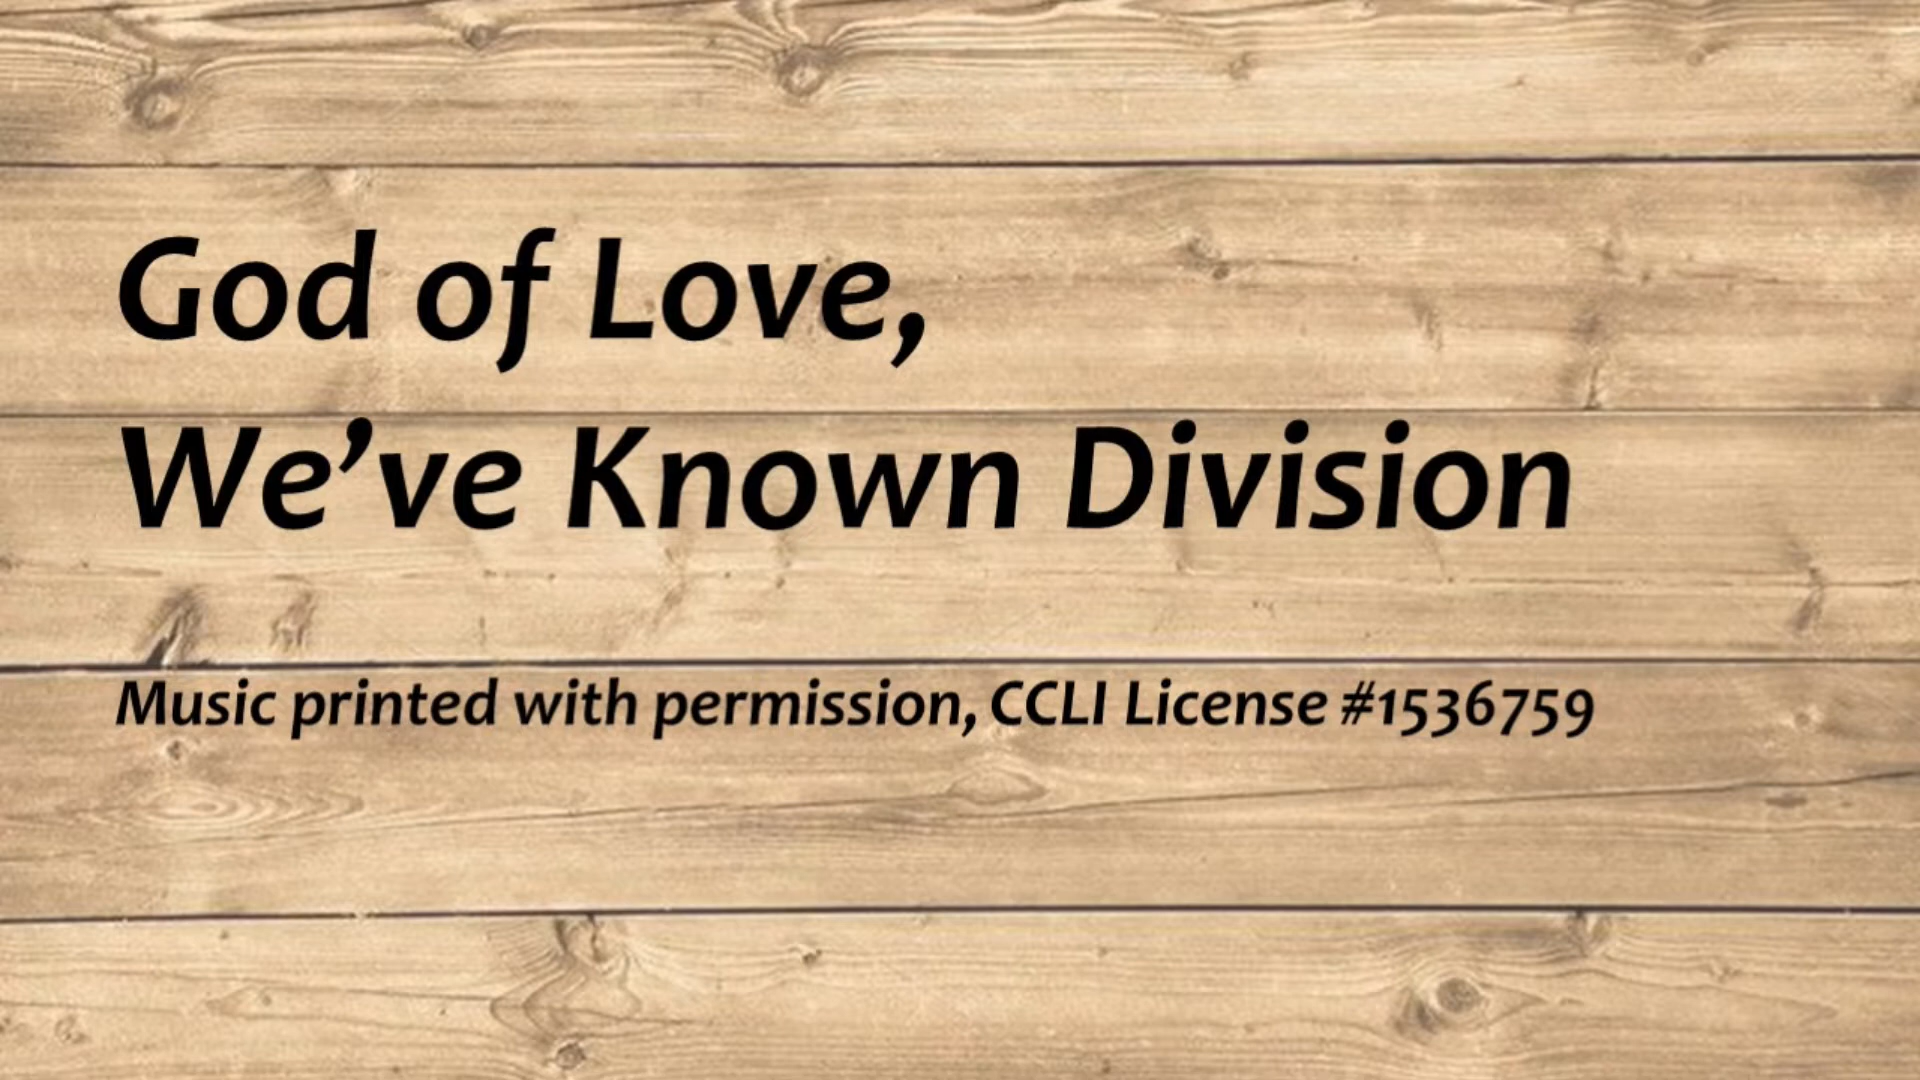 God of Love,
We’ve Known Division
Music printed with permission, CCLI License #1536759